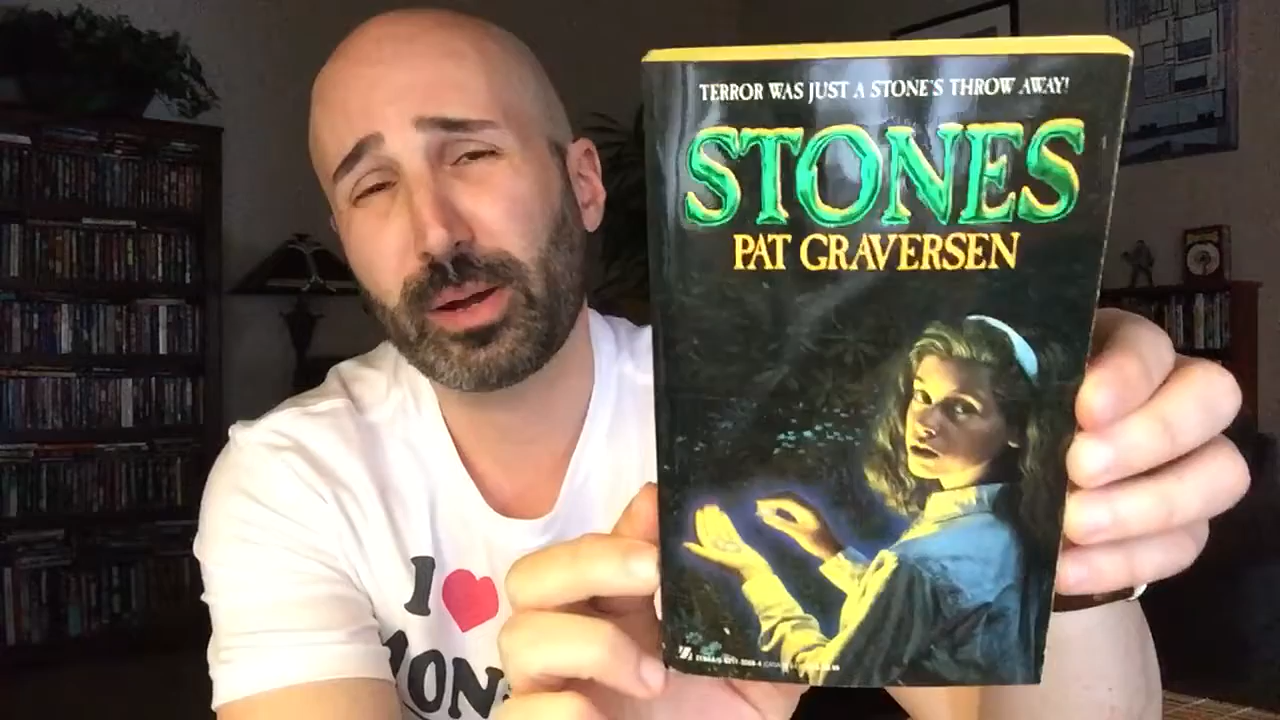 TERROR WAS JUST A STONE'S THROW AWAY!
STONES
PAT GRAVERSEN
I